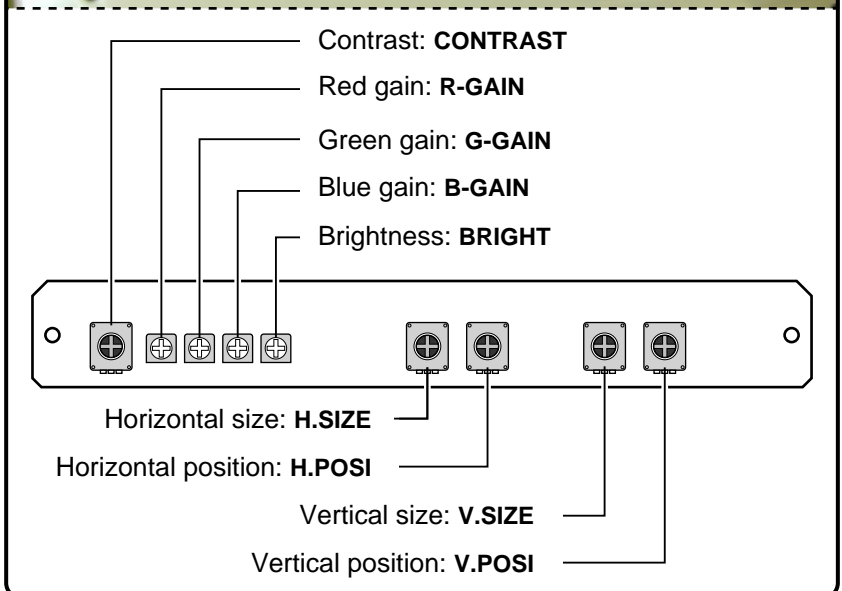 Contrast: CONTRAST
Red gain: R-GAIN
Green gain: G-GAIN
Blue gain: B-GAIN
Brightness: BRIGHT
Horizontal size: H.SIZE
Horizontal position: H.POSI
Vertical size: V.SIZE
Vertical position: V.POSI